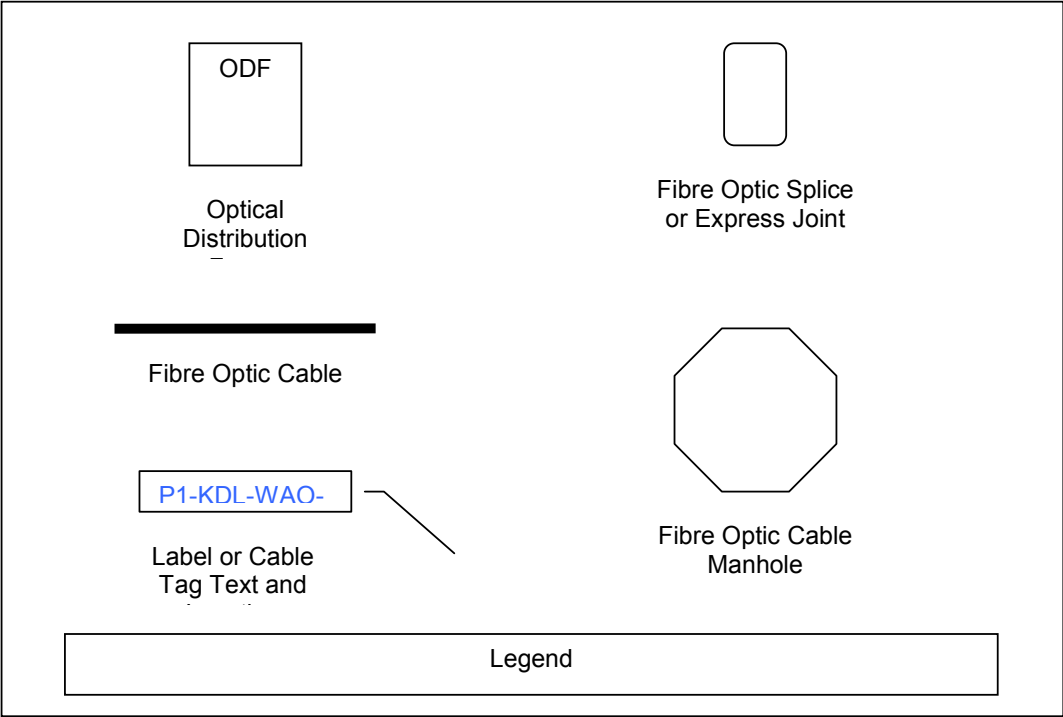 ODF
Optical
Distribution
Fibre Optic Splice
or Express Joint
Fibre Optic Cable
P1-KDL-WAO-
Label or Cable
Tag Text and
Fibre Optic Cable
Manhole
Legend